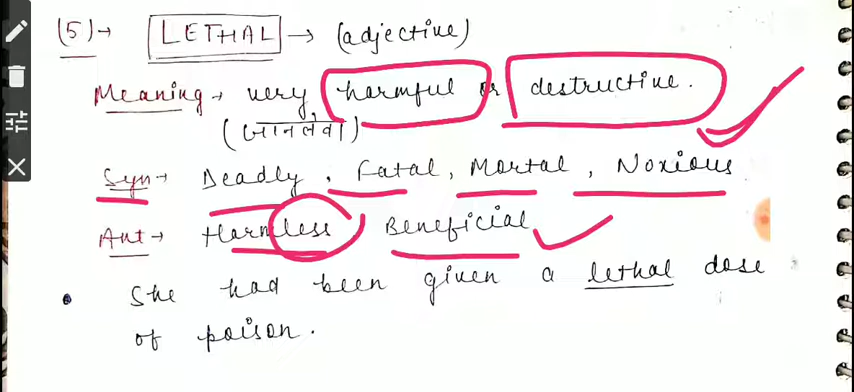 (5)→ LETHAL → (adjective)
Meaning → very harmful or destructive.
(जानलेवा)
Syn → Deadly, Fatal, Mortal, Noxious
Ant → Harmless, Beneficial
• She had been given a lethal dose
of poison.